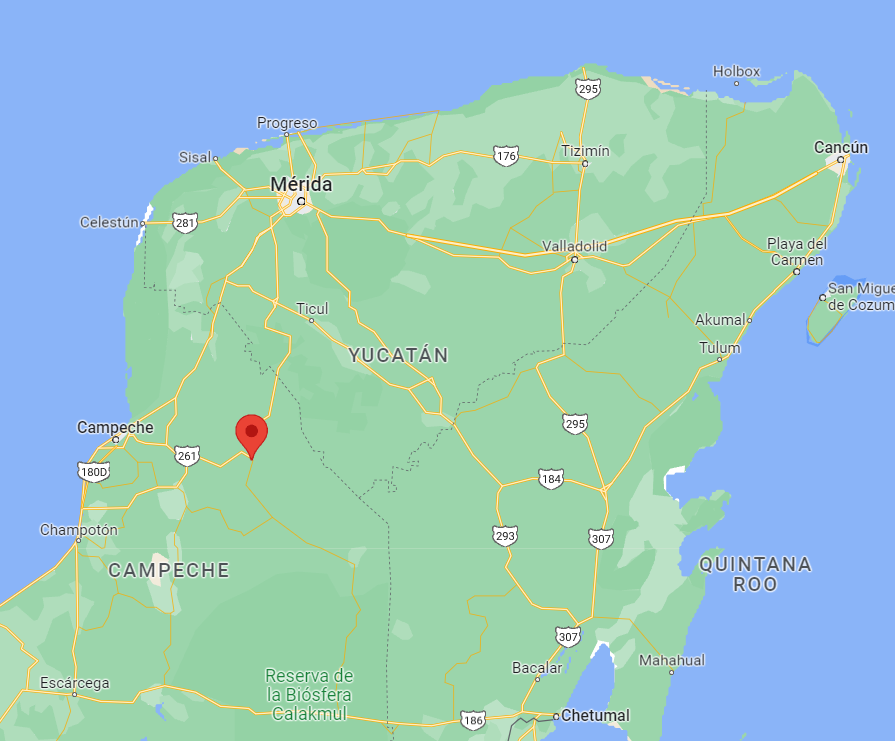 Holbox
295
Progreso
Cancún
Tizimín
176
Sisal
Mérida
Celestún
281
Valladolid
Playa del
Carmen
San Migue
de Cozum
Ticul
Akumal
Tulum
YUCATÁN
Campeche
295
261
180D
184
Champotón
293
307
CAMPECHE
QUINTANA
ROO
307
Mahahual
Bacalar
Escárcega
Reserva de
la Biósfera
Calakmul
186
Chetumal